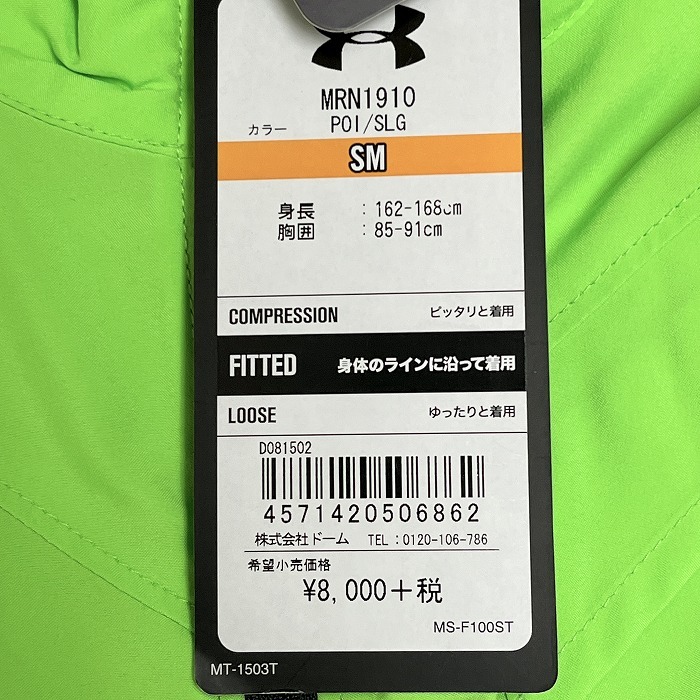 MRN1910
カラー POI/SLG
SM
身長 : 162-168cm
胸囲 : 85-91cm
COMPRESSION ピッタリと着用
FITTED 身体のラインに沿って着用
LOOSE ゆったりと着用
D081502
4571420506862
株式会社ドーム TEL:0120-106-786
希望小売価格
¥8,000+税
MS-F100ST
MT-1503T